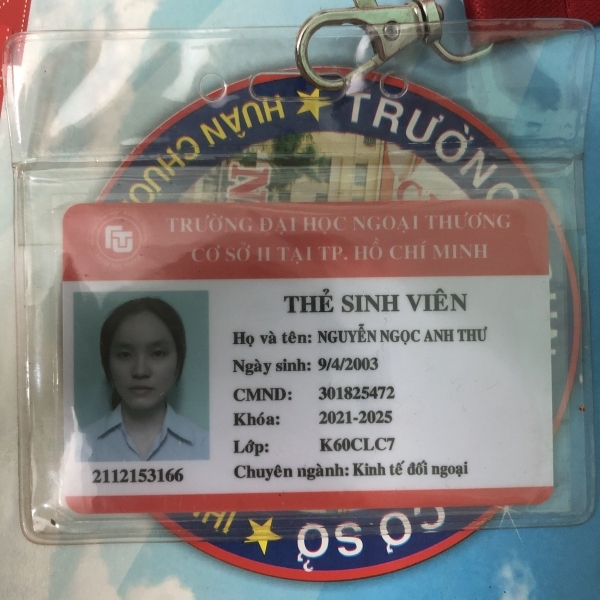 HUÂN CHƯƠ
TRƯỜNG
TRƯỜNG ĐẠI HỌC NGOẠI THƯƠNG
CƠ SỞ II TẠI TP. HỒ CHÍ MINH
THẺ SINH VIÊN
Họ và tên: NGUYỄN NGỌC ANH THƯ
Ngày sinh: 9/4/2003
CMND: 301825472
Khóa: 2021-2025
Lớp: K60CLC7
Chuyên ngành: Kinh tế đối ngoại
2112153166
CƠ SỞ